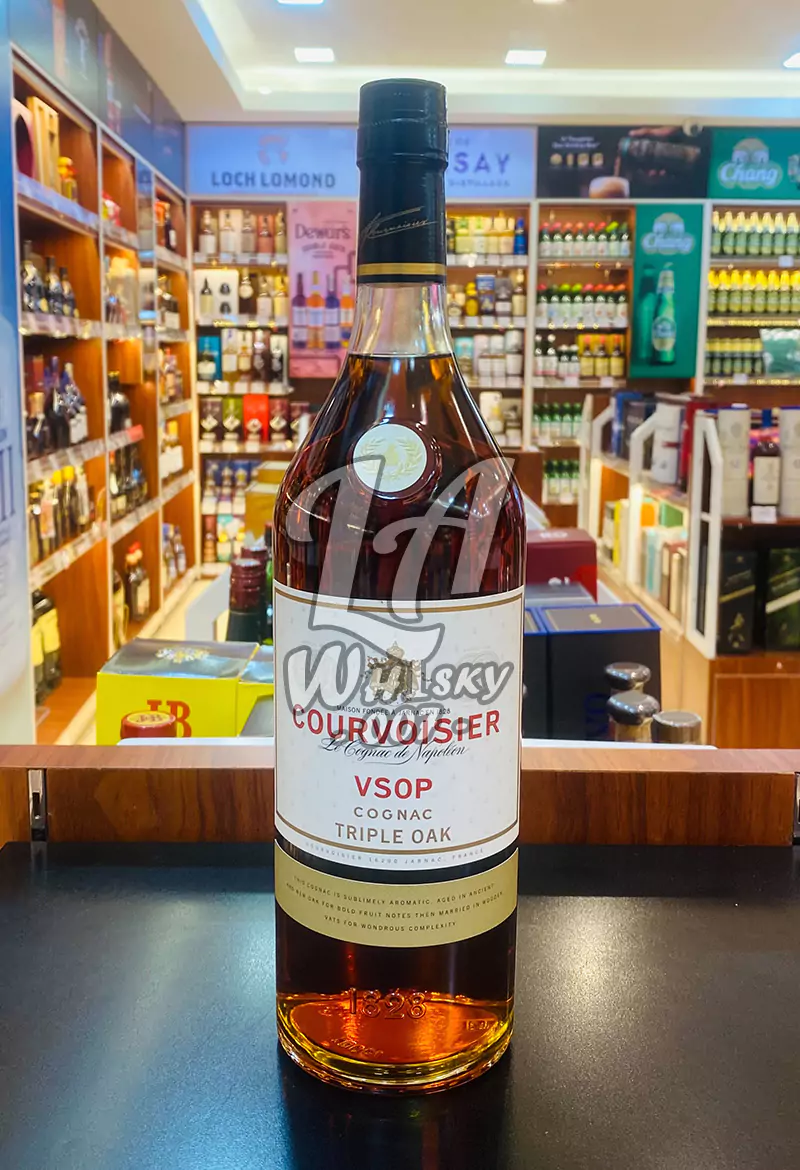 LOCH LOMOND
SAY
Chang
Dewar's
Chang
Courvoisier
LA
Whisky
MAISON FONDÉE À JARNAC EN 1828
COURVOISIER
Le Cognac de Napoléon
VSOP
COGNAC
TRIPLE OAK
COURVOISIER 16200 JARNAC, FRANCE
THIS COGNAC IS SUBLIMELY AROMATIC. AGED IN ANCIENT
AND NEW OAK FOR BOLD FRUIT NOTES THEN MARRIED IN WOODEN
VATS FOR WONDROUS COMPLEXITY
1828
J&B